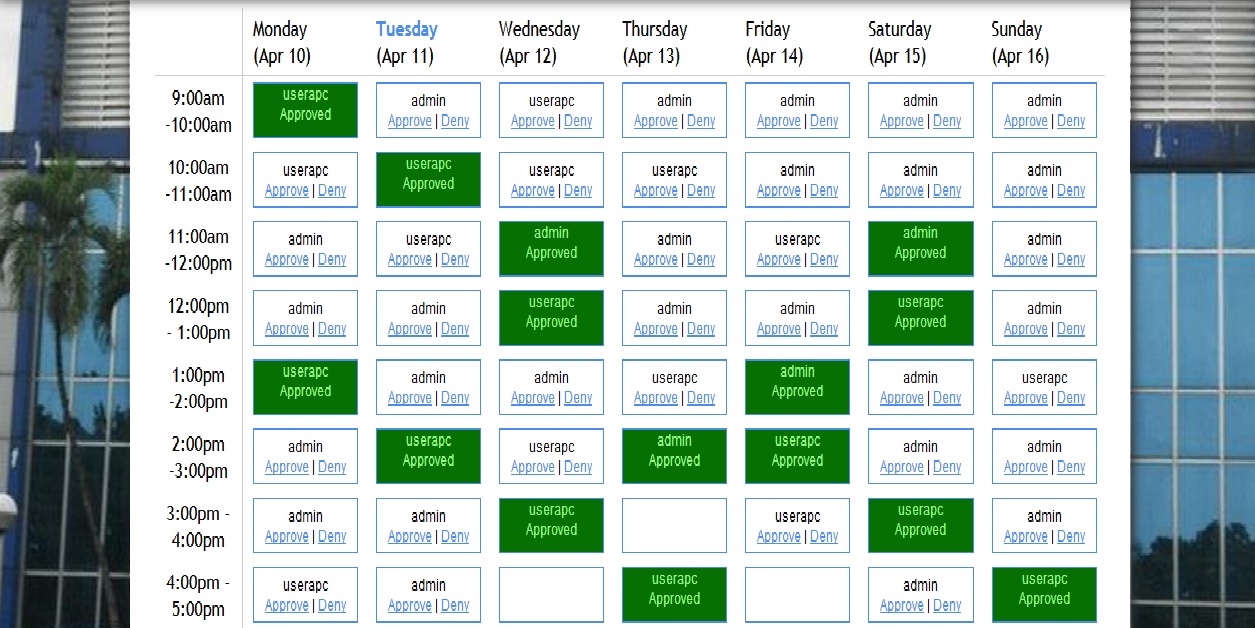 Monday Tuesday Wednesday Thursday Friday Saturday Sunday
(Apr 10) (Apr 11) (Apr 12) (Apr 13) (Apr 14) (Apr 15) (Apr 16)
9:00am userapc admin userapc admin admin admin admin
-10:00am Approved Approve | Deny Approve | Deny Approve | Deny Approve | Deny Approve | Deny Approve | Deny
10:00am userapc userapc userapc userapc admin admin admin
-11:00am Approve | Deny Approved Approve | Deny Approve | Deny Approve | Deny Approve | Deny Approve | Deny
11:00am admin userapc admin admin userapc admin admin
-12:00pm Approve | Deny Approve | Deny Approved Approve | Deny Approve | Deny Approved Approve | Deny
12:00pm admin admin userapc admin admin userapc admin
- 1:00pm Approve | Deny Approve | Deny Approved Approve | Deny Approve | Deny Approved Approve | Deny
1:00pm userapc admin admin userapc admin admin userapc
-2:00pm Approved Approve | Deny Approve | Deny Approve | Deny Approved Approve | Deny Approve | Deny
2:00pm admin userapc userapc admin userapc admin admin
-3:00pm Approve | Deny Approved Approve | Deny Approved Approved Approve | Deny Approve | Deny
3:00pm - admin admin userapc userapc userapc admin
4:00pm Approve | Deny Approve | Deny Approved Approve | Deny Approved Approve | Deny
4:00pm - userapc admin userapc admin userapc
5:00pm Approve | Deny Approve | Deny Approved Approve | Deny Approved